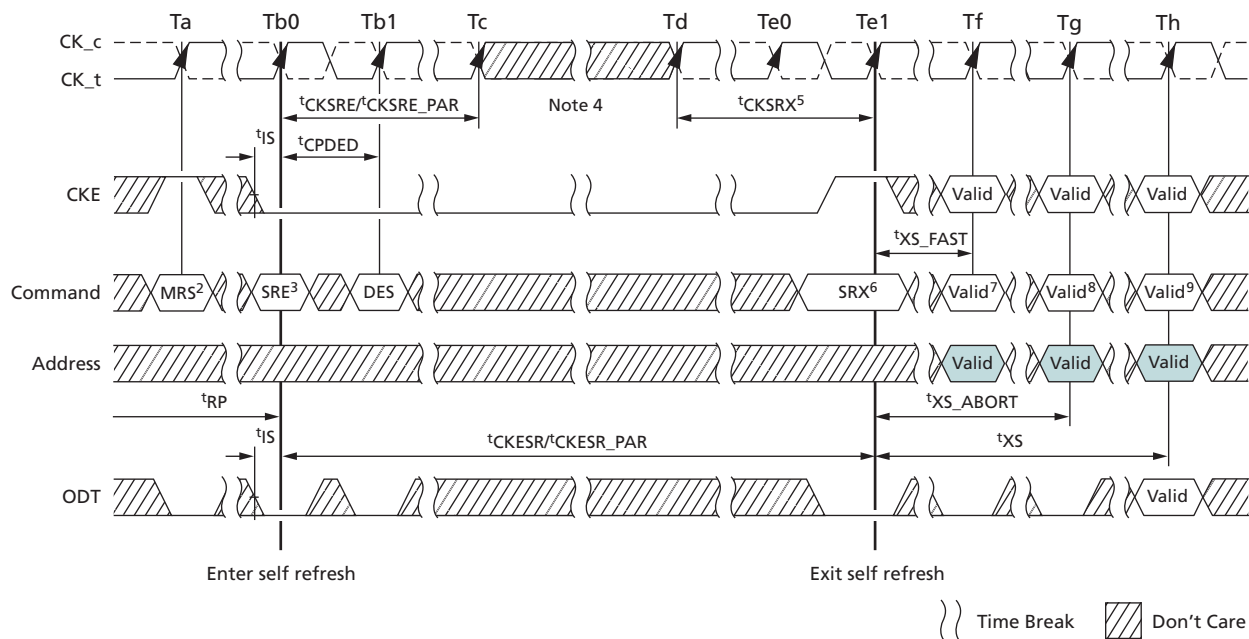 Ta Tb0 Tb1 Tc Td Te0 Te1 Tf Tg Th
CK_c
CK_t
tCKSRE/tCKSRE_PAR Note 4 tCKSRX5
tIS
tCPDED
CKE Valid Valid Valid
tXS_FAST
Command MRS2 SRE3 DES SRX6 Valid7 Valid8 Valid9
Address Valid Valid Valid
tRP tXS_ABORT
tIS tCKESR/tCKESR_PAR tXS
ODT Valid
Enter self refresh Exit self refresh
Time Break Don't Care